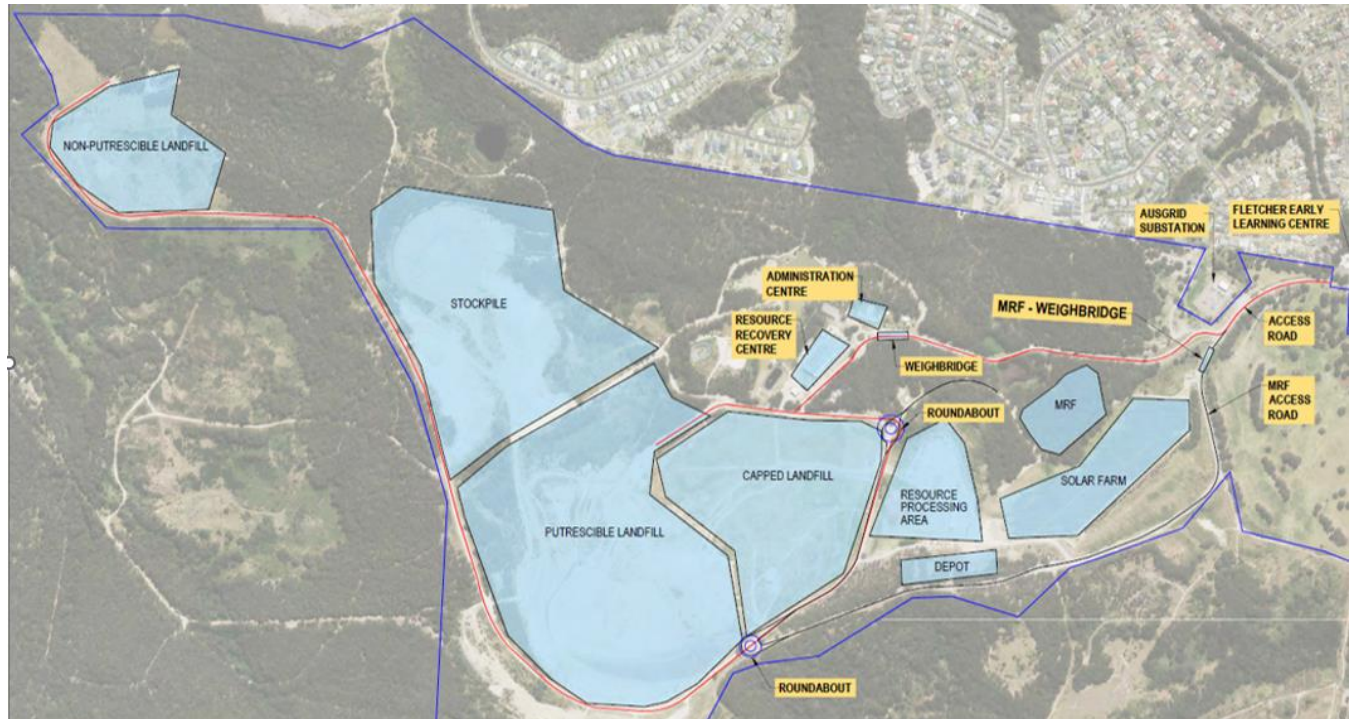 NON-PUTRESCIBLE LANDFILL
AUSGRID
SUBSTATION
FLETCHER EARLY
LEARNING CENTRE
ADMINISTRATION
CENTRE
STOCKPILE
MRF - WEIGHBRIDGE
RESOURCE
RECOVERY
CENTRE
ACCESS
ROAD
WEIGHBRIDGE
MRF
ACCESS
ROAD
MRF
ROUNDABOUT
CAPPED LANDFILL
SOLAR FARM
RESOURCE
PROCESSING
AREA
PUTRESCIBLE LANDFILL
DEPOT
ROUNDABOUT